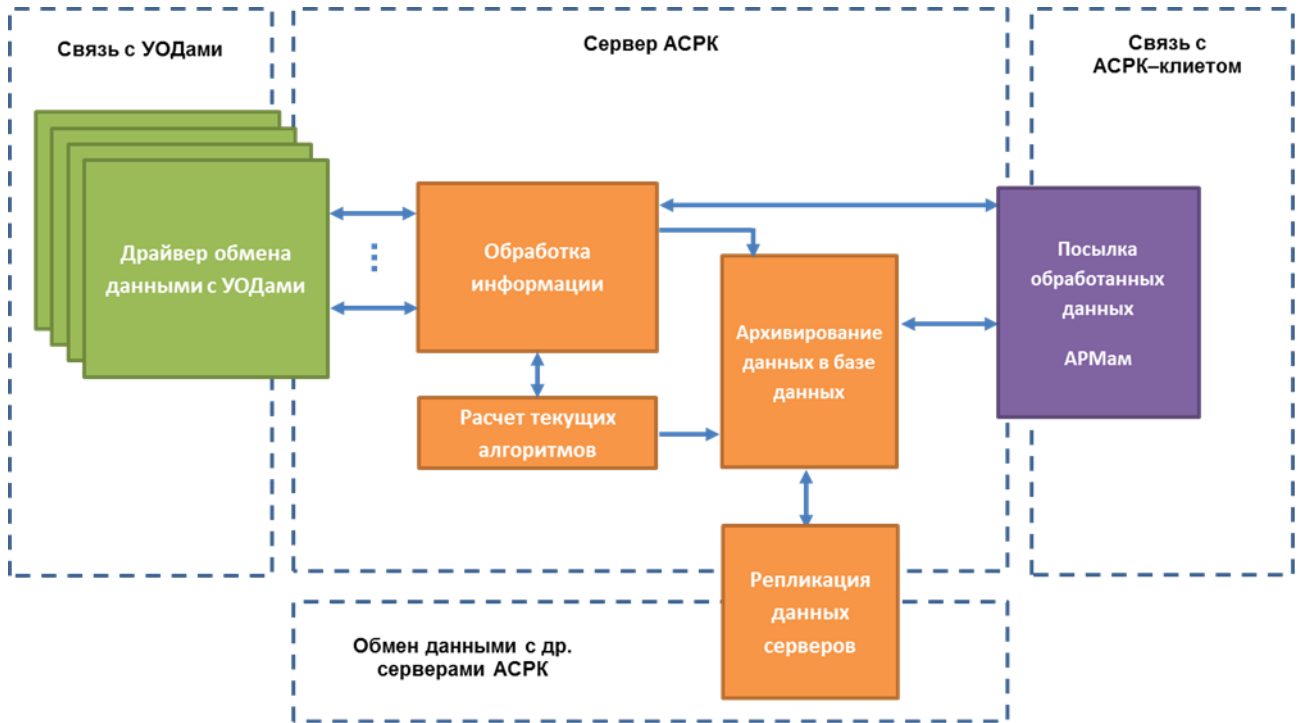 Связь с УОДами
Сервер АСРК
Связь с
АСРК–клиетом
Драйвер обмена
данными с УОДами
Обработка
информации
Посылка
обработанных
данных
АРМам
Архивирование
данных в базе
данных
Расчет текущих
алгоритмов
Репликация
данных
серверов
Обмен данными с др.
серверами АСРК